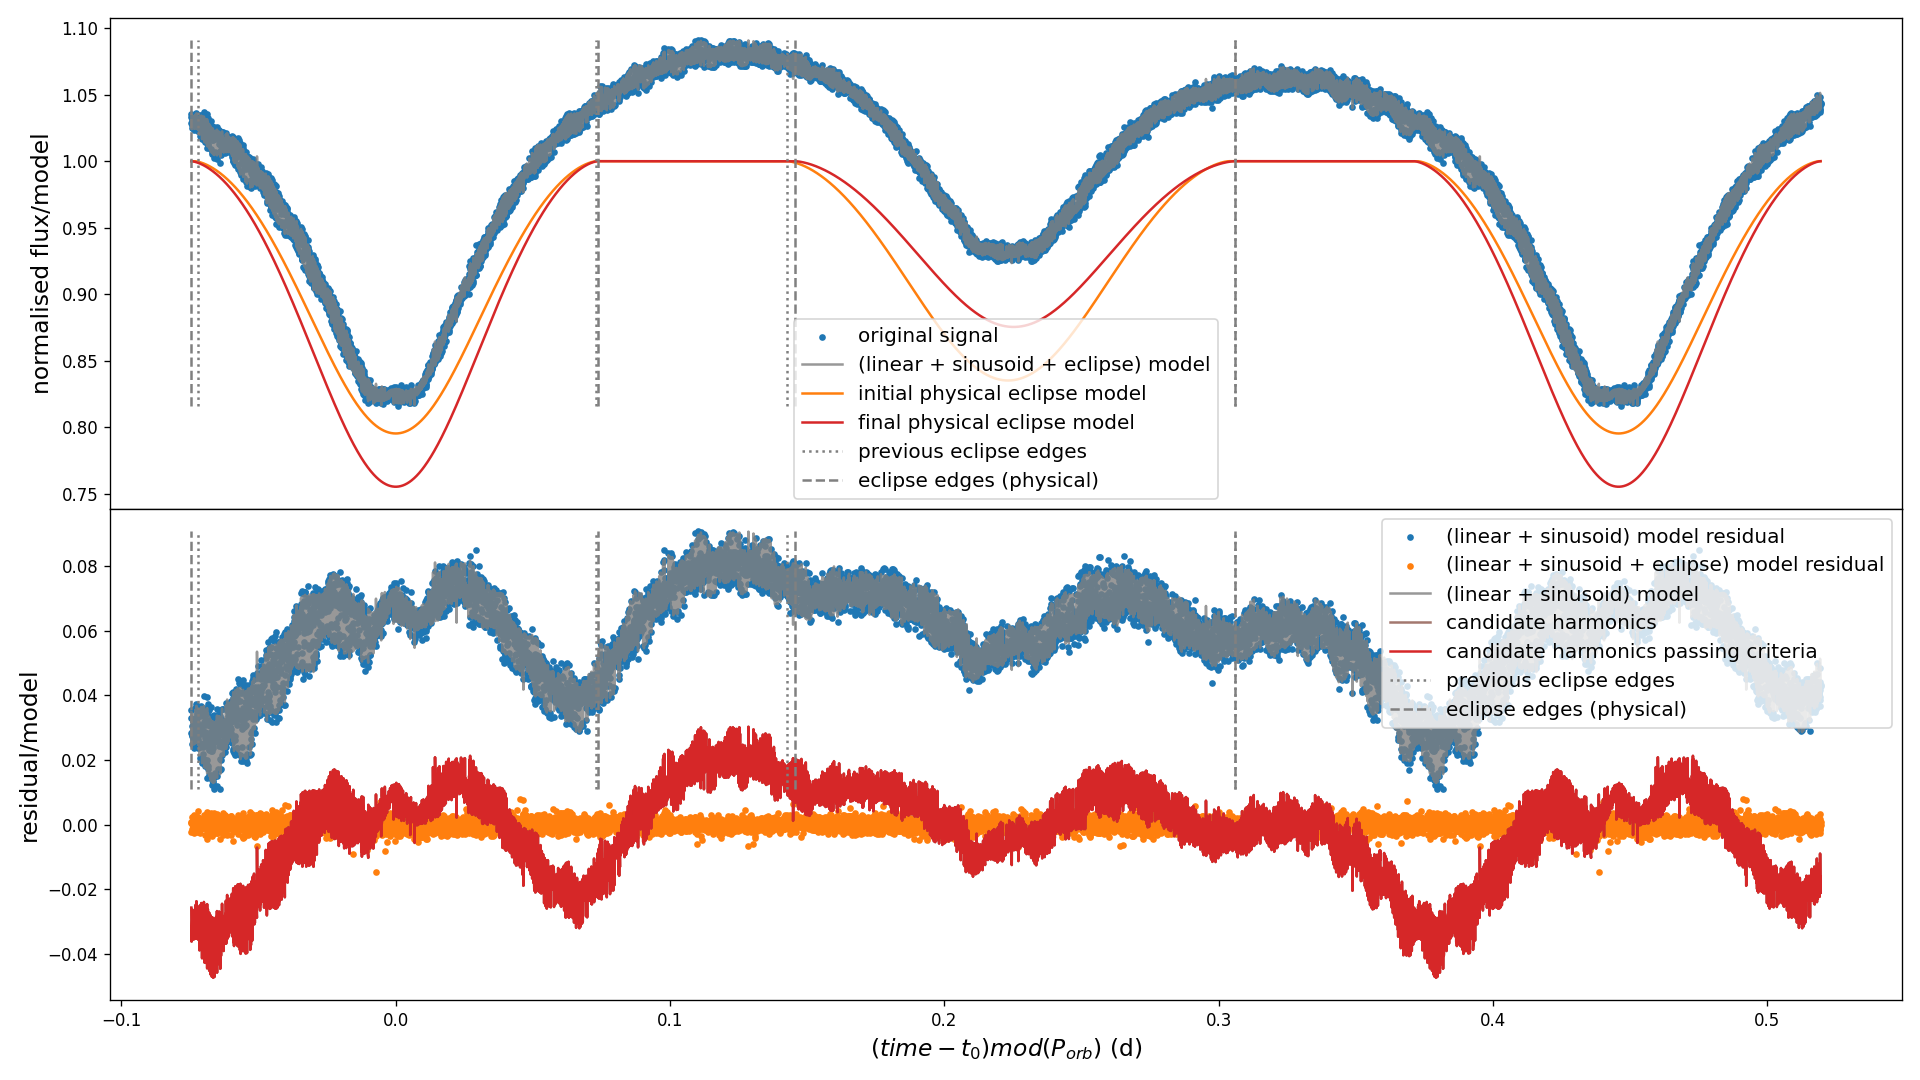 1.10
1.05
1.00
0.95
0.90
0.85
0.80
0.75
normalised flux/model
original signal
(linear + sinusoid + eclipse) model
initial physical eclipse model
final physical eclipse model
previous eclipse edges
eclipse edges (physical)
0.08
0.06
0.04
0.02
0.00
−0.02
−0.04
residual/model
(linear + sinusoid) model residual
(linear + sinusoid + eclipse) model residual
(linear + sinusoid) model
candidate harmonics
candidate harmonics passing criteria
previous eclipse edges
eclipse edges (physical)
−0.1 0.0 0.1 0.2 0.3 0.4 0.5
(time − t₀)mod(Pₒᵣb) (d)